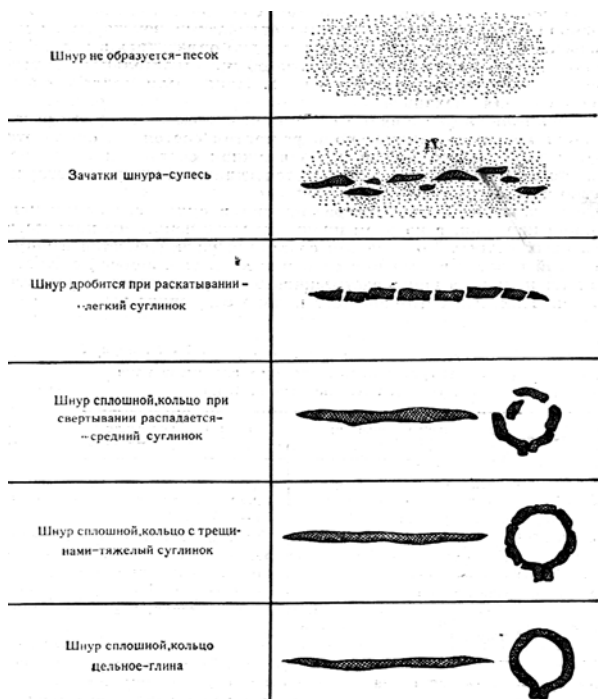 Шнур не образуется-песок
Зачатки шнура-супесь
Шнур дробится при раскатывании-
легкий суглинок
Шнур сплошной,кольцо при
свертывании распадается-
средний суглинок
Шнур сплошной,кольцо с трещи-
нами-тяжелый суглинок
Шнур сплошной,кольцо
цельное-глина